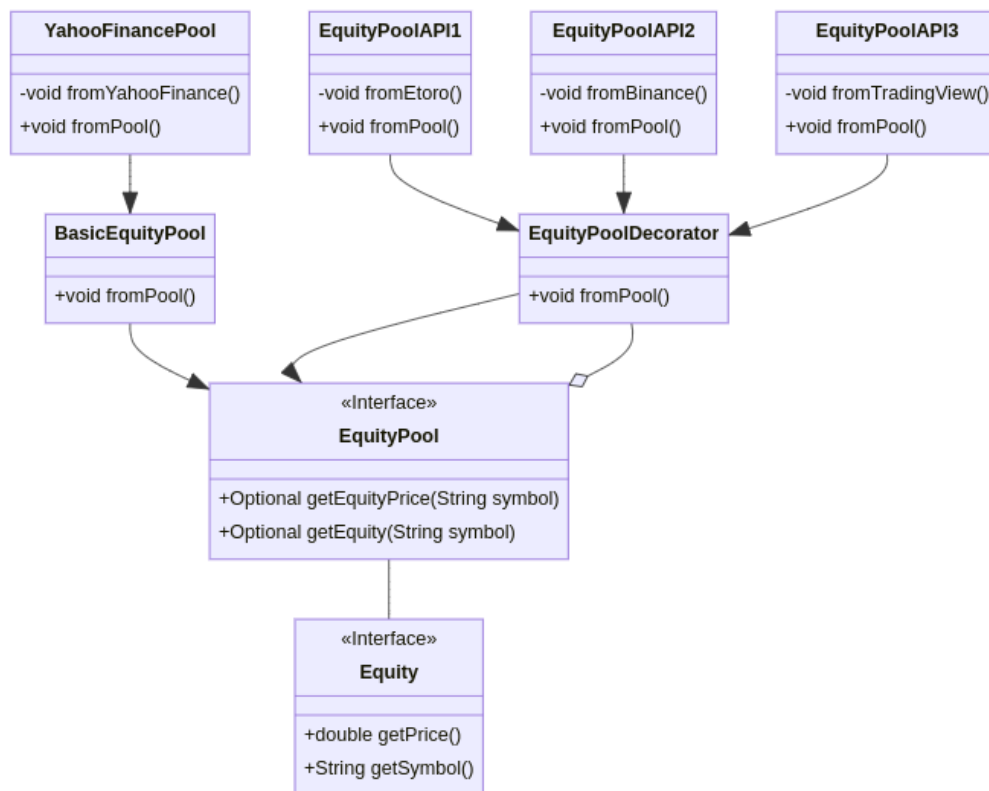 YahooFinancePool
-void fromYahooFinance()
+void fromPool()
EquityPoolAPI1
-void fromEtoro()
+void fromPool()
EquityPoolAPI2
-void fromBinance()
+void fromPool()
EquityPoolAPI3
-void fromTradingView()
+void fromPool()
BasicEquityPool
+void fromPool()
EquityPoolDecorator
+void fromPool()
«Interface»
EquityPool
+Optional getEquityPrice(String symbol)
+Optional getEquity(String symbol)
«Interface»
Equity
+double getPrice()
+String getSymbol()